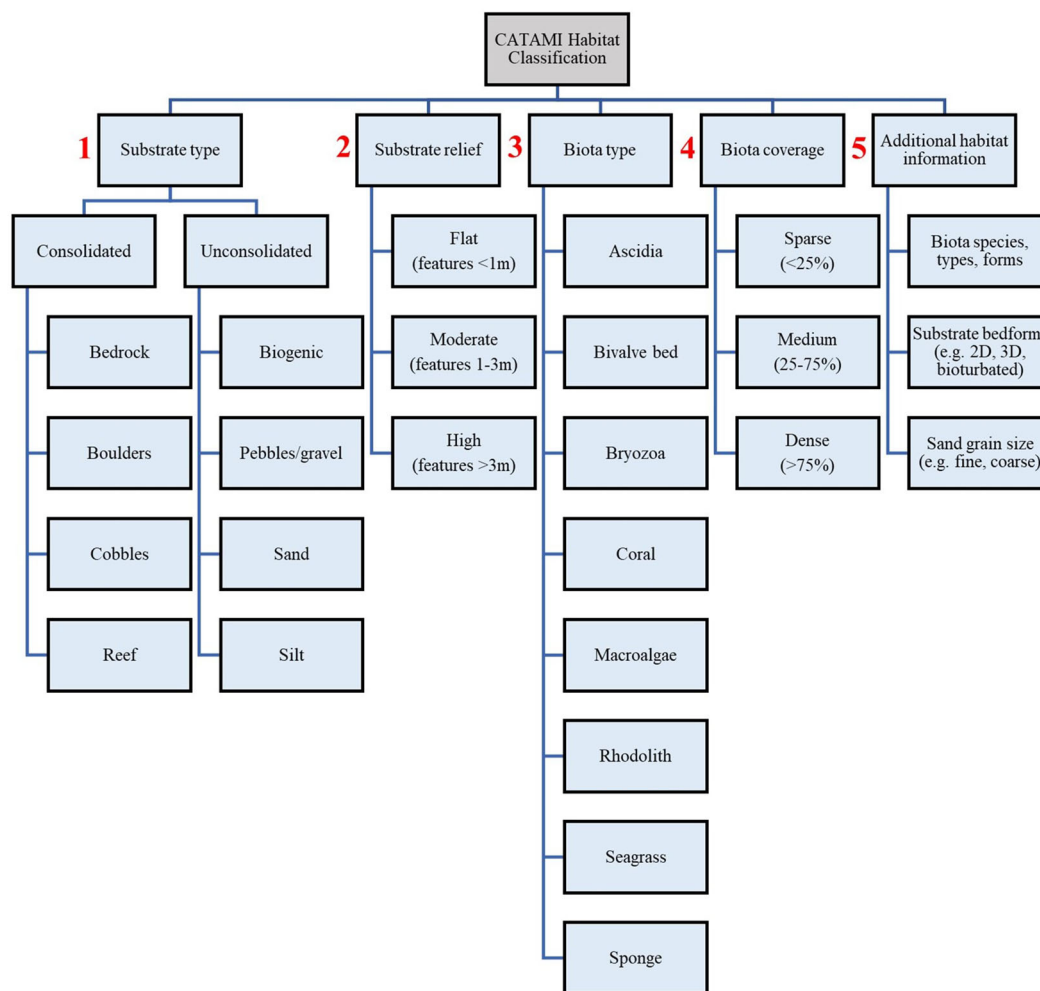 CATAMI Habitat
Classification
1
Substrate type
2
Substrate relief
3
Biota type
4
Biota coverage
5
Additional habitat
information
Consolidated
Unconsolidated
Bedrock
Boulders
Cobbles
Reef
Biogenic
Pebbles/gravel
Sand
Silt
Flat
(features <1m)
Moderate
(features 1-3m)
High
(features >3m)
Ascidia
Bivalve bed
Bryozoa
Coral
Macroalgae
Rhodolith
Seagrass
Sponge
Sparse
(<25%)
Medium
(25-75%)
Dense
(>75%)
Biota species,
types, forms
Substrate bedform
(e.g. 2D, 3D,
bioturbated)
Sand grain size
(e.g. fine, coarse)